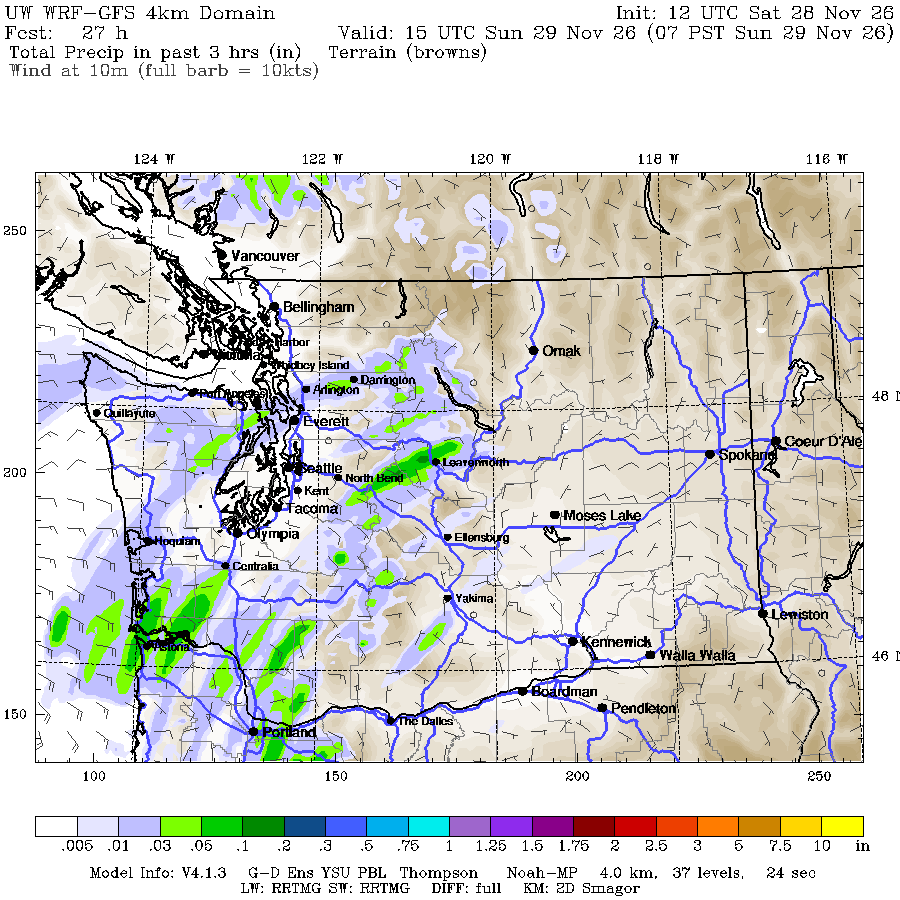 UW WRF-GFS 4km Domain Init: 12 UTC Sat 28 Nov 26
Fcst: 27 h Valid: 15 UTC Sun 29 Nov 26 (07 PST Sun 29 Nov 26)
Total Precip in past 3 hrs (in) Terrain (browns)
Wind at 10m (full barb = 10kts)
124 W 122 W 120 W 118 W 116 W
250
Vancouver
Bellingham
Harbor
Omak
Whidbey Island
Darrington
Arlington
Port Angeles
48 N
Quillayute
Everett
Coeur D'Alene
Spokane
Leavenworth
200
Seattle
North Bend
Kent
Tacoma
Moses Lake
Olympia
Ellensburg
Hoquiam
Centralia
Yakima
Lewiston
Kennewick
Astoria
Walla Walla
46 N
Boardman
Pendleton
150
The Dalles
Portland
100 150 200 250
.005 .01 .03 .05 .1 .2 .3 .5 .75 1 1.25 1.5 1.75 2 2.5 3 5 7.5 10 in
Model Info: V4.1.3 G-D Ens YSU PBL Thompson Noah-MP 4.0 km, 37 levels, 24 sec
LW: RRTMG SW: RRTMG DIFF: full KM: 2D Smagor